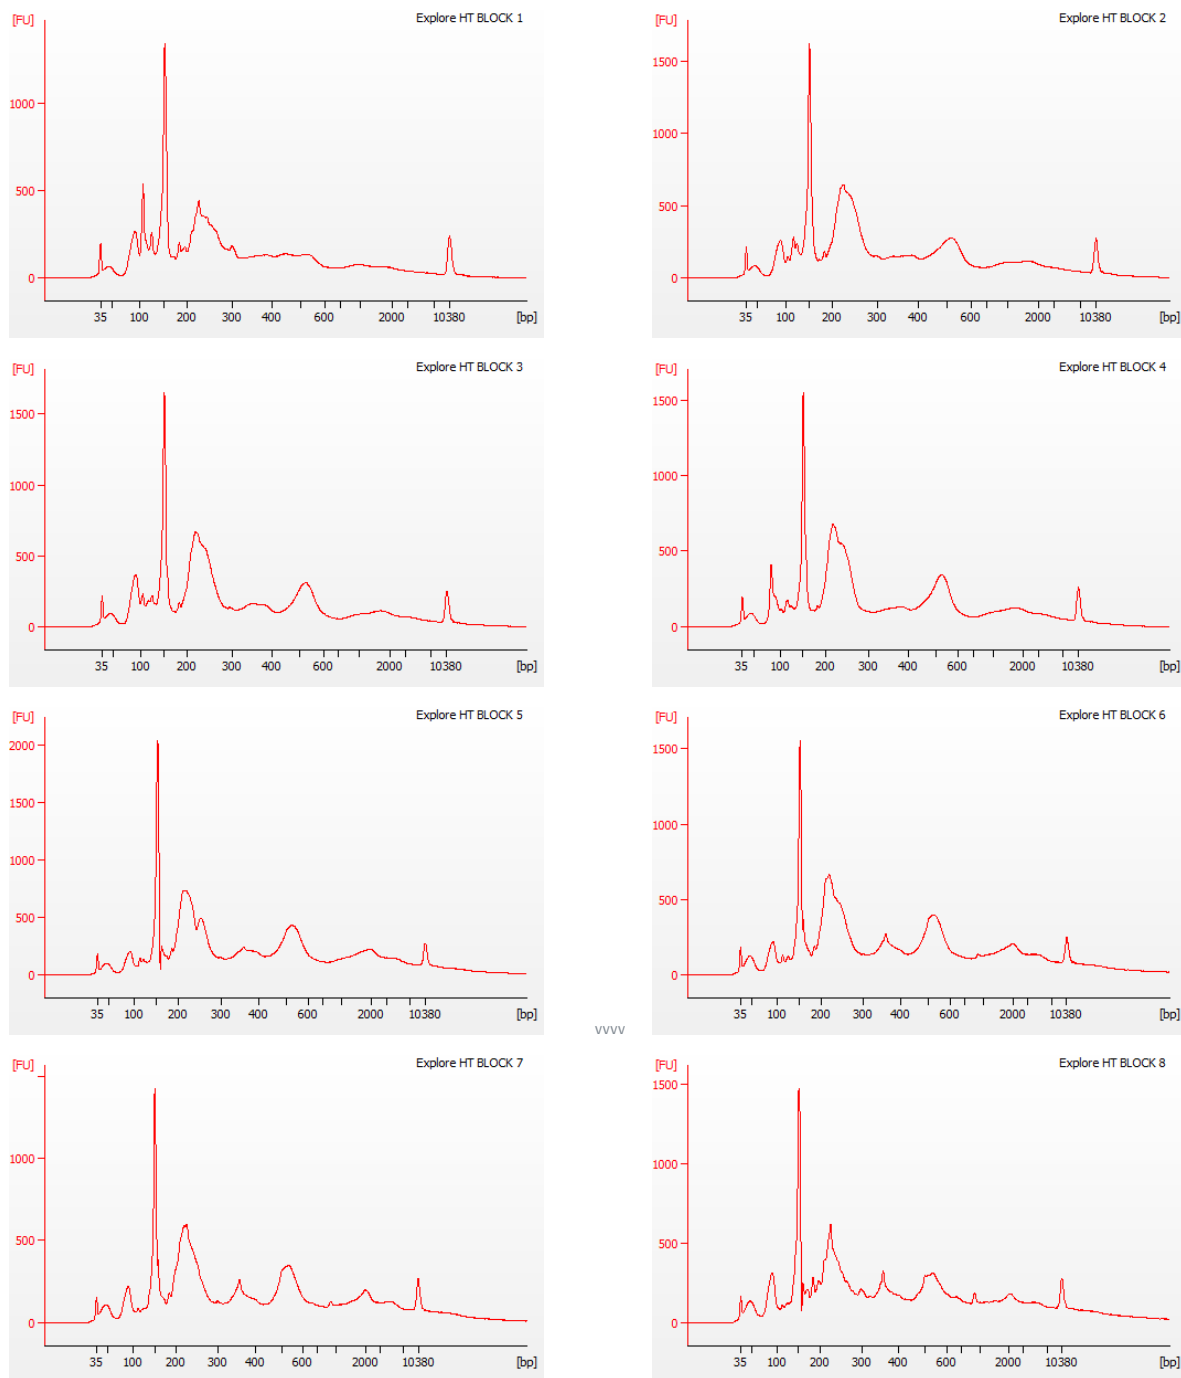 [FU] Explore HT BLOCK 1
1000
500
0
35 100 200 300 400 600 2000 10380 [bp]
[FU] Explore HT BLOCK 2
1500
1000
500
0
35 100 200 300 400 600 2000 10380 [bp]
[FU] Explore HT BLOCK 3
1500
1000
500
0
35 100 200 300 400 600 2000 10380 [bp]
[FU] Explore HT BLOCK 4
1500
1000
500
0
35 100 200 300 400 600 2000 10380 [bp]
[FU] Explore HT BLOCK 5
2000
1500
1000
500
0
35 100 200 300 400 600 2000 10380 [bp]
[FU] Explore HT BLOCK 6
1500
1000
500
0
35 100 200 300 400 600 2000 10380 [bp]
vvvv
[FU] Explore HT BLOCK 7
1000
500
0
35 100 200 300 400 600 2000 10380 [bp]
[FU] Explore HT BLOCK 8
1500
1000
500
0
35 100 200 300 400 600 2000 10380 [bp]